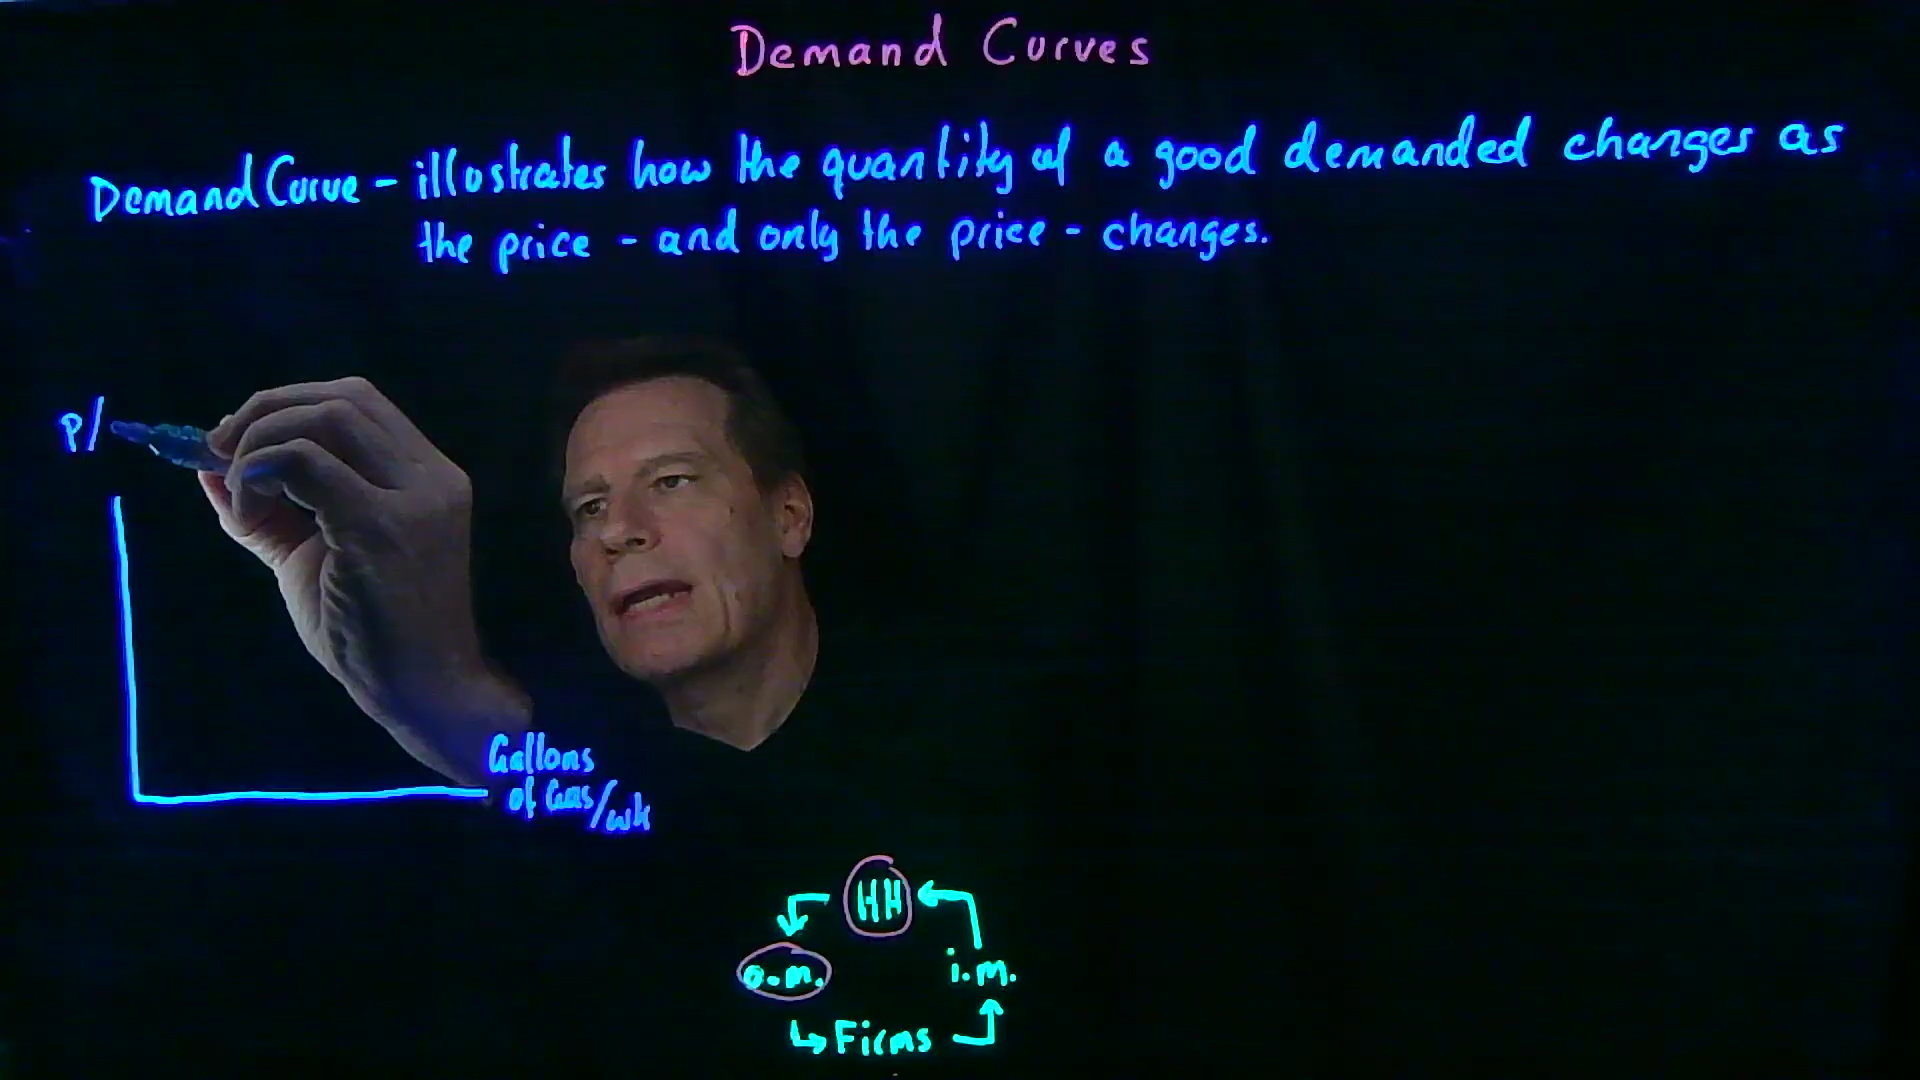 Demand Curves
Demand Curve - illustrates how the quantity of a good demanded changes as
the price - and only the price - changes.
P/
Gallons
of Gas/wk
HH
o.m.
i.m.
Firms